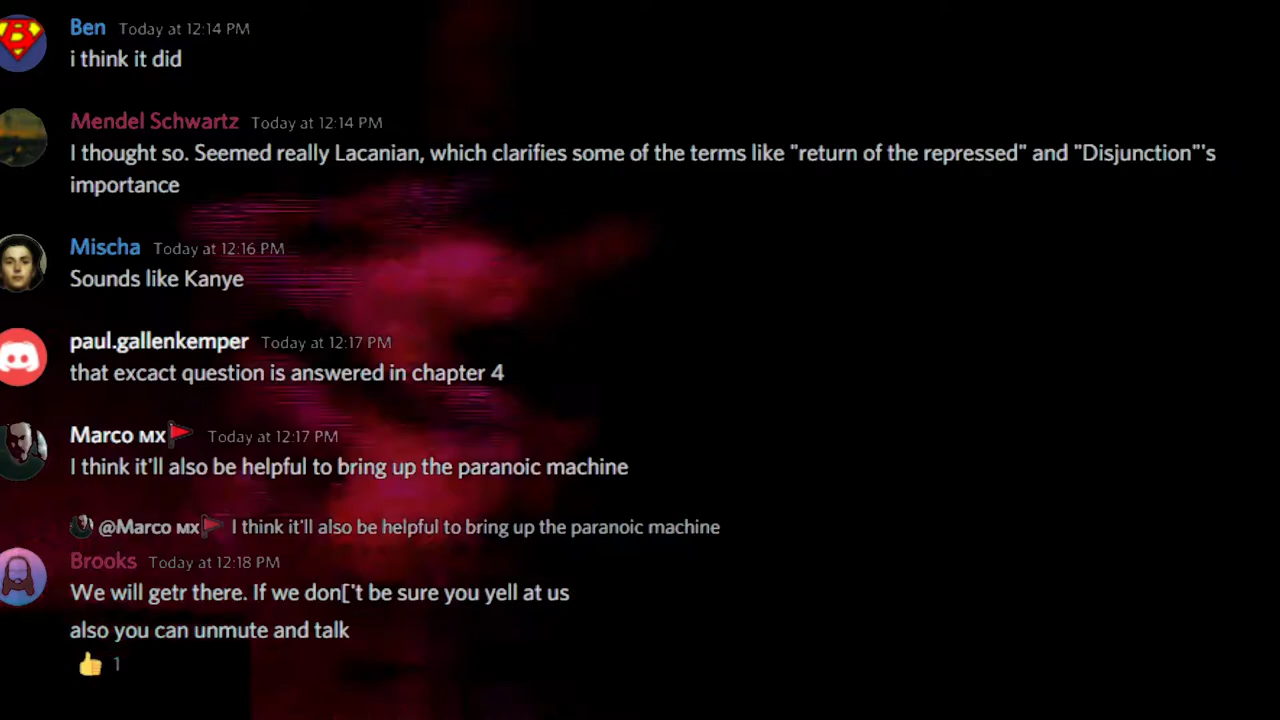 Ben Today at 12:14 PM
i think it did
Mendel Schwartz Today at 12:14 PM
I thought so. Seemed really Lacanian, which clarifies some of the terms like "return of the repressed" and "Disjunction"'s
importance
Mischa Today at 12:16 PM
Sounds like Kanye
paul.gallenkemper Today at 12:17 PM
that excact question is answered in chapter 4
Marco MX🚩 Today at 12:17 PM
I think it'll also be helpful to bring up the paranoic machine
@Marco MX🚩 I think it'll also be helpful to bring up the paranoic machine
Brooks Today at 12:18 PM
We will getr there. If we don['t be sure you yell at us
also you can unmute and talk
👍 1